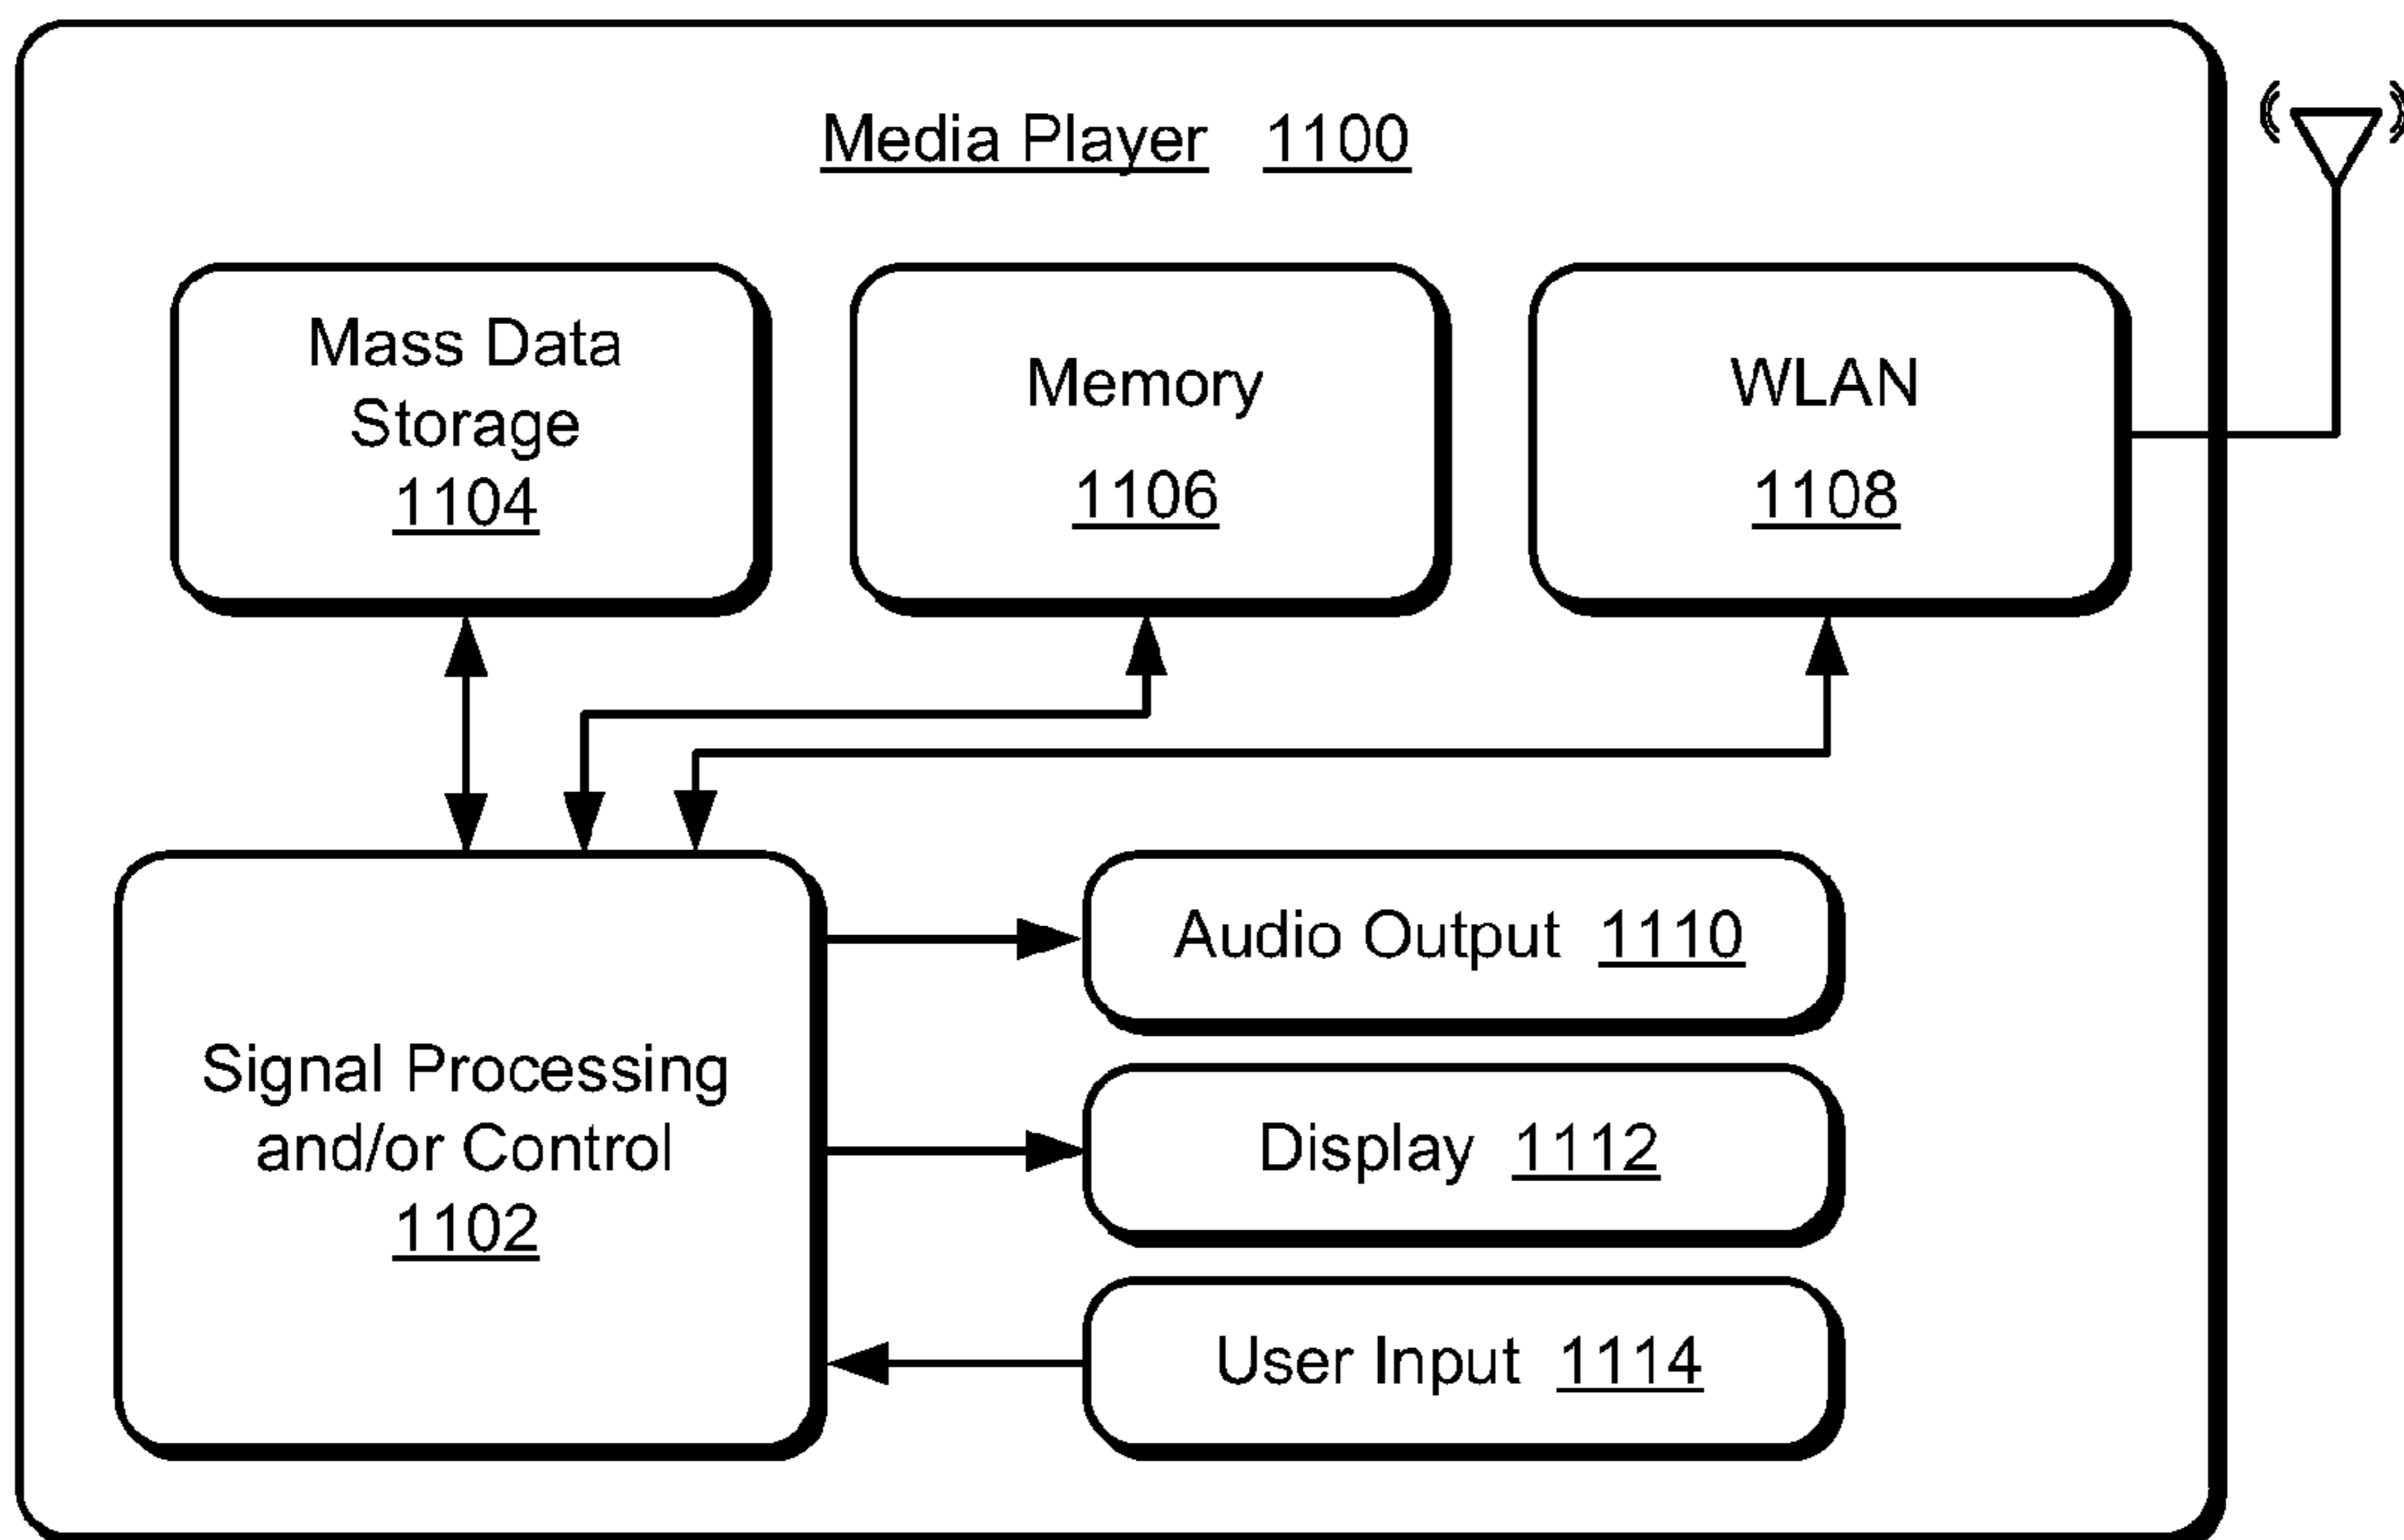 Media Player 1100
Mass Data
Storage
1104
Memory
1106
WLAN
1108
Signal Processing
and/or Control
1102
Audio Output 1110
Display 1112
User Input 1114